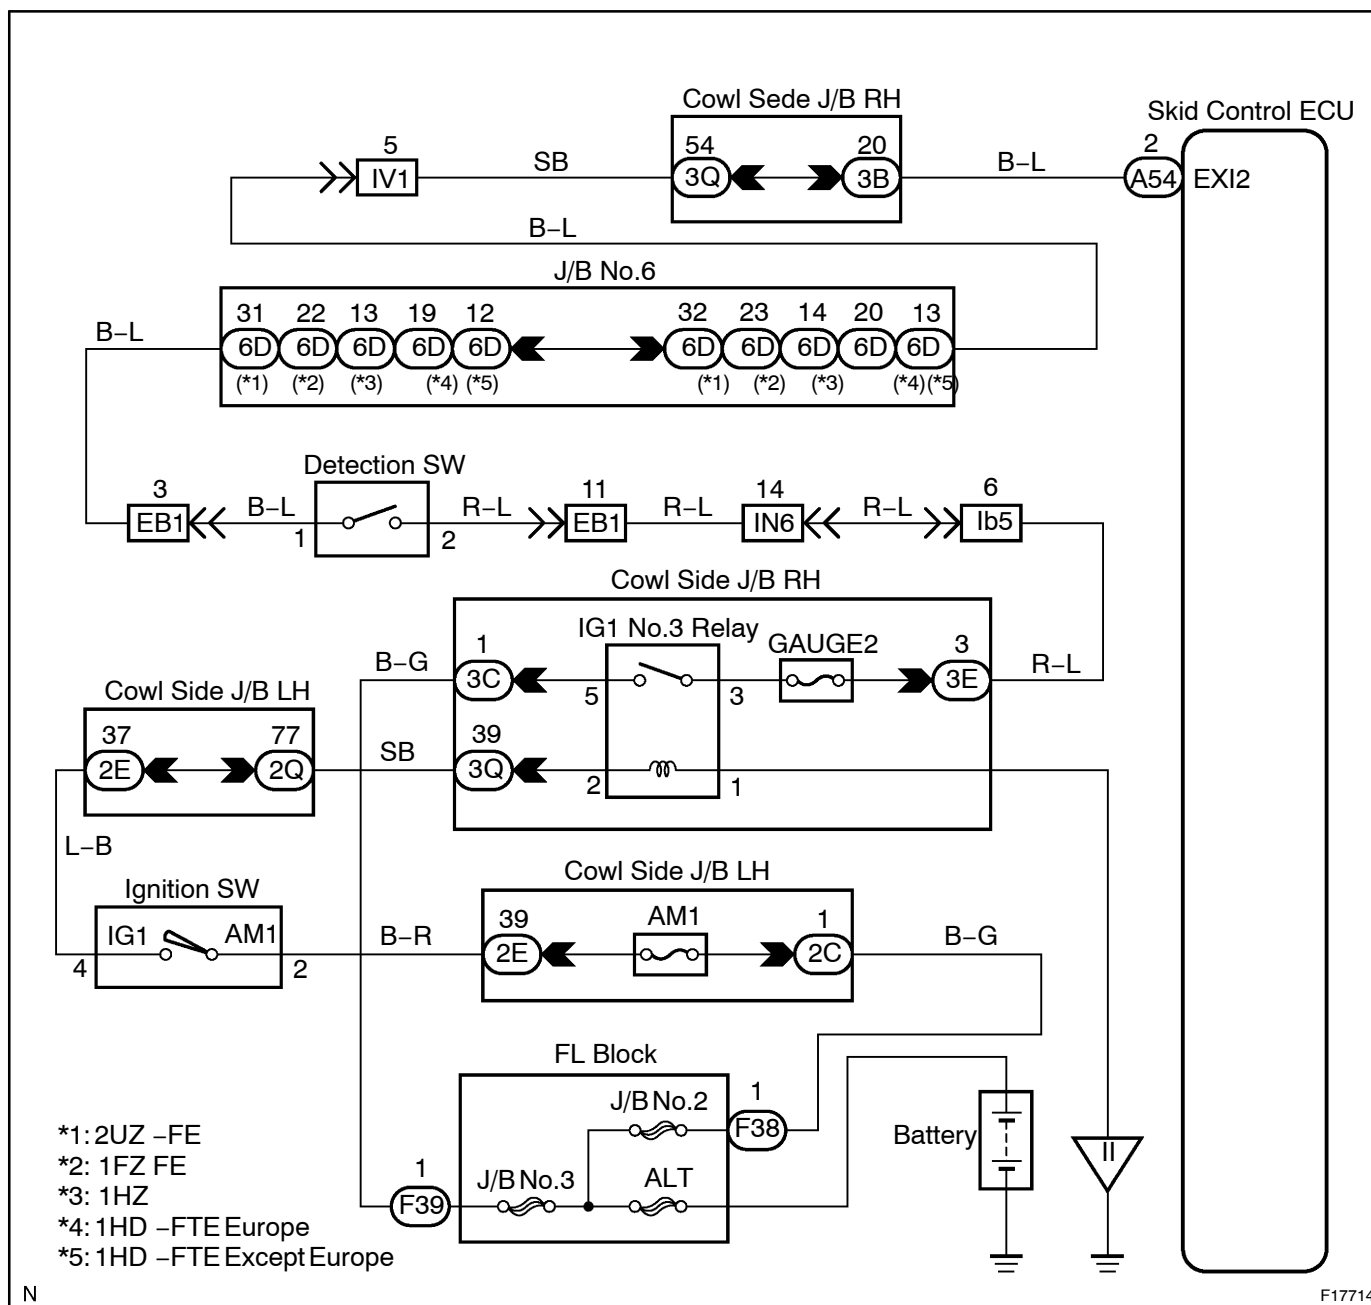 Cowl Sede J/B RH
Skid Control ECU
5
IV1
SB
54
3Q
20
3B
B–L
2
A54
EXI2
B–L
J/B No.6
B–L
31 22 13 19 12 32 23 14 20 13
6D 6D 6D 6D 6D 6D 6D 6D 6D 6D
(*1) (*2) (*3) (*4) (*5) (*1) (*2) (*3) (*4) (*5)
Detection SW
3
EB1
B–L
1
2
R–L
11
EB1
R–L
14
IN6
R–L
6
Ib5
Cowl Side J/B RH
IG1 No.3 Relay
GAUGE2
B–G
1
3C
5
3
3
3E
R–L
Cowl Side J/B LH
37
2E
77
2Q
SB
39
3Q
2
1
L–B
Ignition SW
IG1
AM1
4
2
B–R
Cowl Side J/B LH
39
2E
AM1
1
2C
B–G
FL Block
J/B No.2
1
F38
Battery
II
1
F39
J/B No.3
ALT
*1: 2UZ –FE
*2: 1FZ FE
*3: 1HZ
*4: 1HD –FTE Europe
*5: 1HD –FTE Except Europe
N
F17714